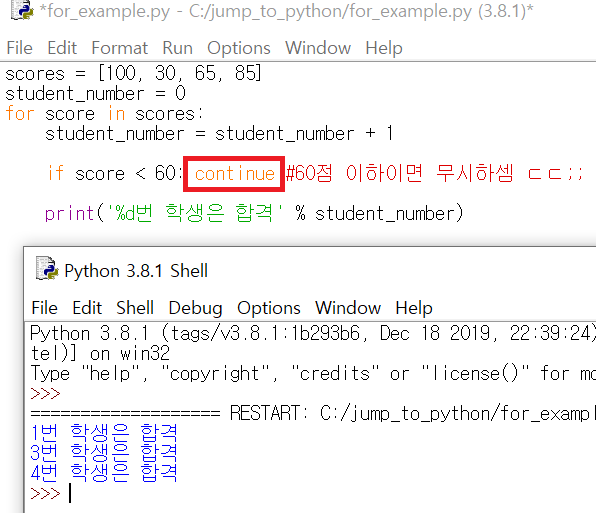 *for_example.py - C:/jump_to_python/for_example.py (3.8.1)*
File Edit Format Run Options Window Help
scores = [100, 30, 65, 85]
student_number = 0
for score in scores:
    student_number = student_number + 1
    if score < 60: continue #60점 이하이면 무시하셈 ㄷㄷ;;
    print('%d번 학생은 합격' % student_number)
Python 3.8.1 Shell
File Edit Shell Debug Options Window Help
Python 3.8.1 (tags/v3.8.1:1b293b6, Dec 18 2019, 22:39:24)
tel)] on win32
Type "help", "copyright", "credits" or "license()" for mo
>>>
=================== RESTART: C:/jump_to_python/for_exampl
1번 학생은 합격
3번 학생은 합격
4번 학생은 합격
>>>